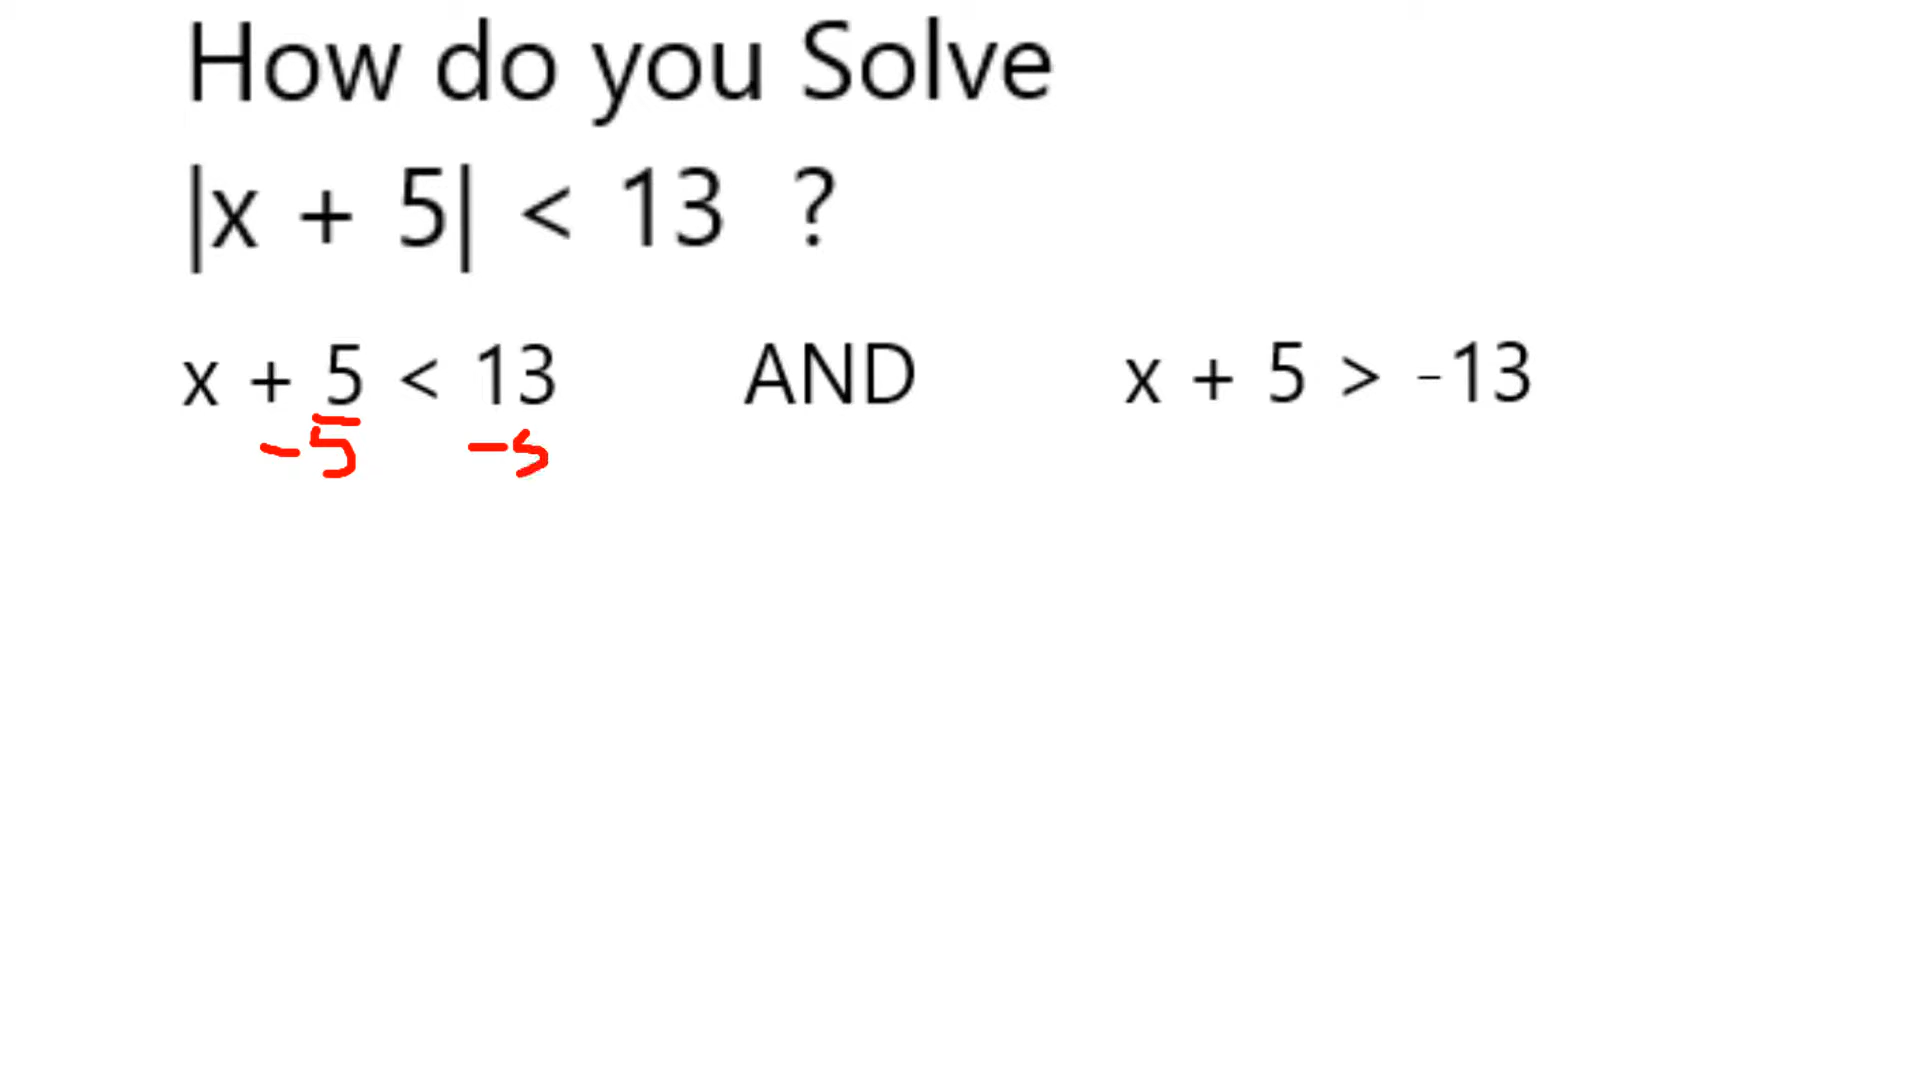 How do you Solve
|x + 5| < 13 ?
x + 5 < 13 AND x + 5 > -13
-5 -5